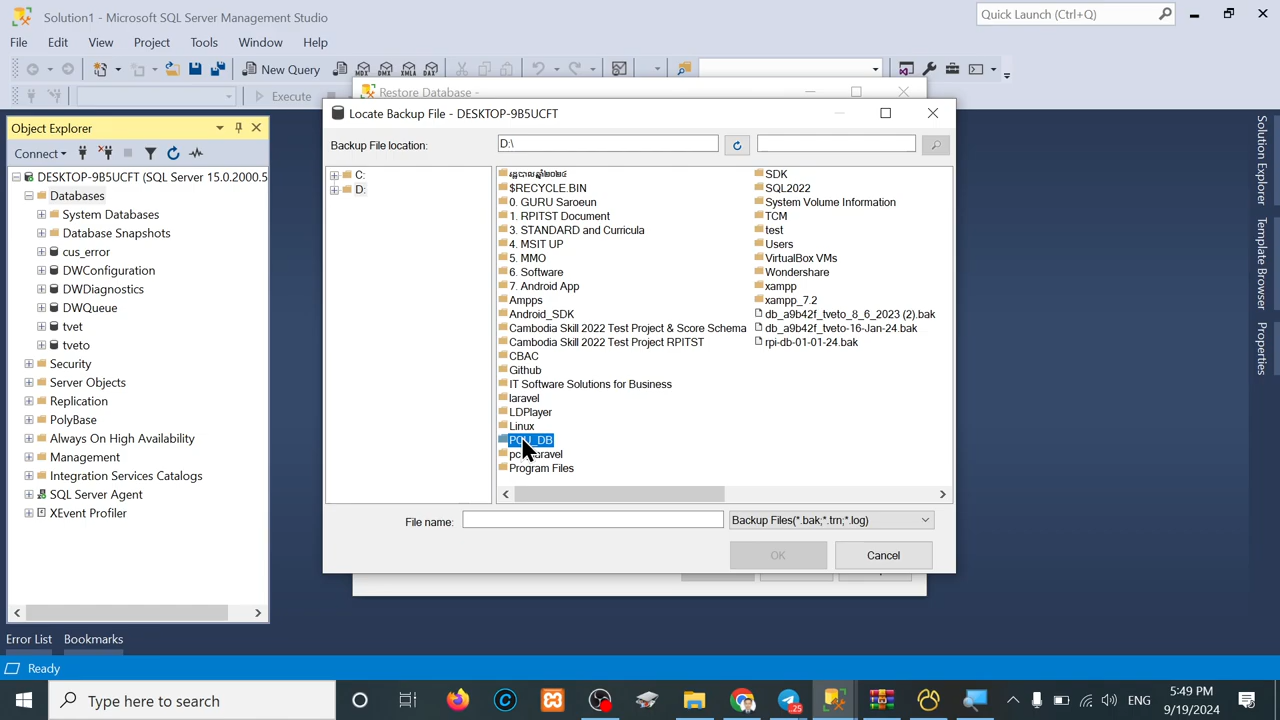 Solution1 - Microsoft SQL Server Management Studio
Quick Launch (Ctrl+Q)
File Edit View Project Tools Window Help
New Query
MDX DMX XMLA DAX
Execute
Restore Database -
Locate Backup File - DESKTOP-9B5UCFT
Backup File location:
D:\
Object Explorer
Connect
DESKTOP-9B5UCFT (SQL Server 15.0.2000.5
Databases
System Databases
Database Snapshots
cus_error
DWConfiguration
DWDiagnostics
DWQueue
tvet
tveto
Security
Server Objects
Replication
PolyBase
Always On High Availability
Management
Integration Services Catalogs
SQL Server Agent
XEvent Profiler
C:
D:
$RECYCLE.BIN
0. GURU Saroeun
1. RPITST Document
3. STANDARD and Curricula
4. MSIT UP
5. MMO
6. Software
7. Android App
Ampps
Android_SDK
Cambodia Skill 2022 Test Project & Score Schema
Cambodia Skill 2022 Test Project RPITST
CBAC
Github
IT Software Solutions for Business
laravel
LDPlayer
Linux
Program Files
SDK
SQL2022
System Volume Information
TCM
test
Users
VirtualBox VMs
Wondershare
xampp
xampp_7.2
db_a9b42f_tveto_8_6_2023 (2).bak
db_a9b42f_tveto-16-Jan-24.bak
rpi-db-01-01-24.bak
File name:
Backup Files(*.bak;*.trn;*.log)
OK
Cancel
Solution Explorer
Template Browser
Properties
Error List Bookmarks
Ready
Type here to search
25
ENG
5:49 PM
9/19/2024